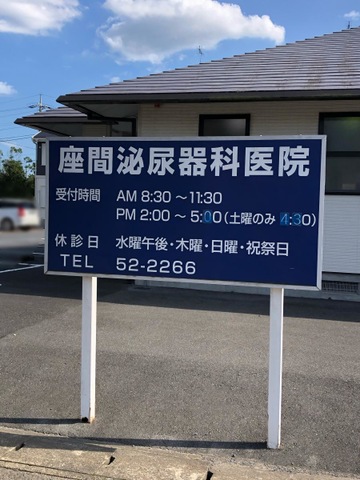 座間泌尿器科医院
受付時間 AM 8:30～11:30
PM 2:00～5:00(土曜のみ 4:30)
休診日 水曜午後・木曜・日曜・祝祭日
TEL 52-2266